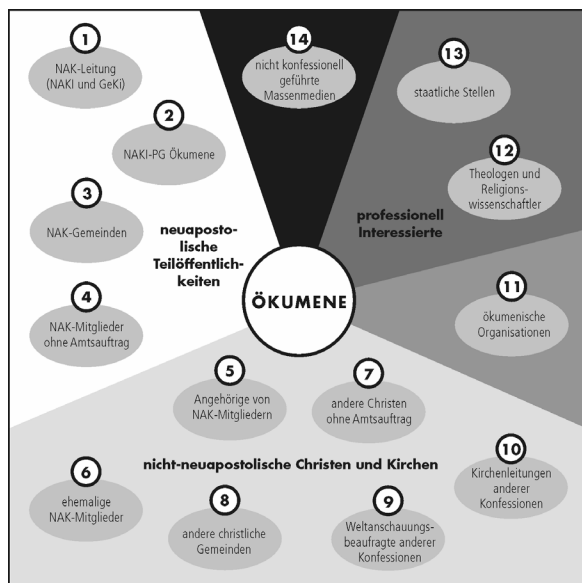 1
NAK-Leitung
(NAKI und GeKi)
2
NAKI-PG Ökumene
3
NAK-Gemeinden
4
NAK-Mitglieder
ohne Amtsauftrag
neuaposto-
lische
Teilöffentlich-
keiten
14
nicht konfessionell
geführte
Massenmedien
13
staatliche Stellen
12
Theologen und
Religions-
wissenschaftler
professionell
Interessierte
ÖKUMENE
11
ökumenische
Organisationen
5
Angehörige von
NAK-Mitgliedern
7
andere Christen
ohne Amtsauftrag
nicht-neuapostolische Christen und Kirchen
6
ehemalige
NAK-Mitglieder
8
andere christliche
Gemeinden
9
Weltanschauungs-
beaufragte anderer
Konfessionen
10
Kirchenleitungen
anderer
Konfessionen